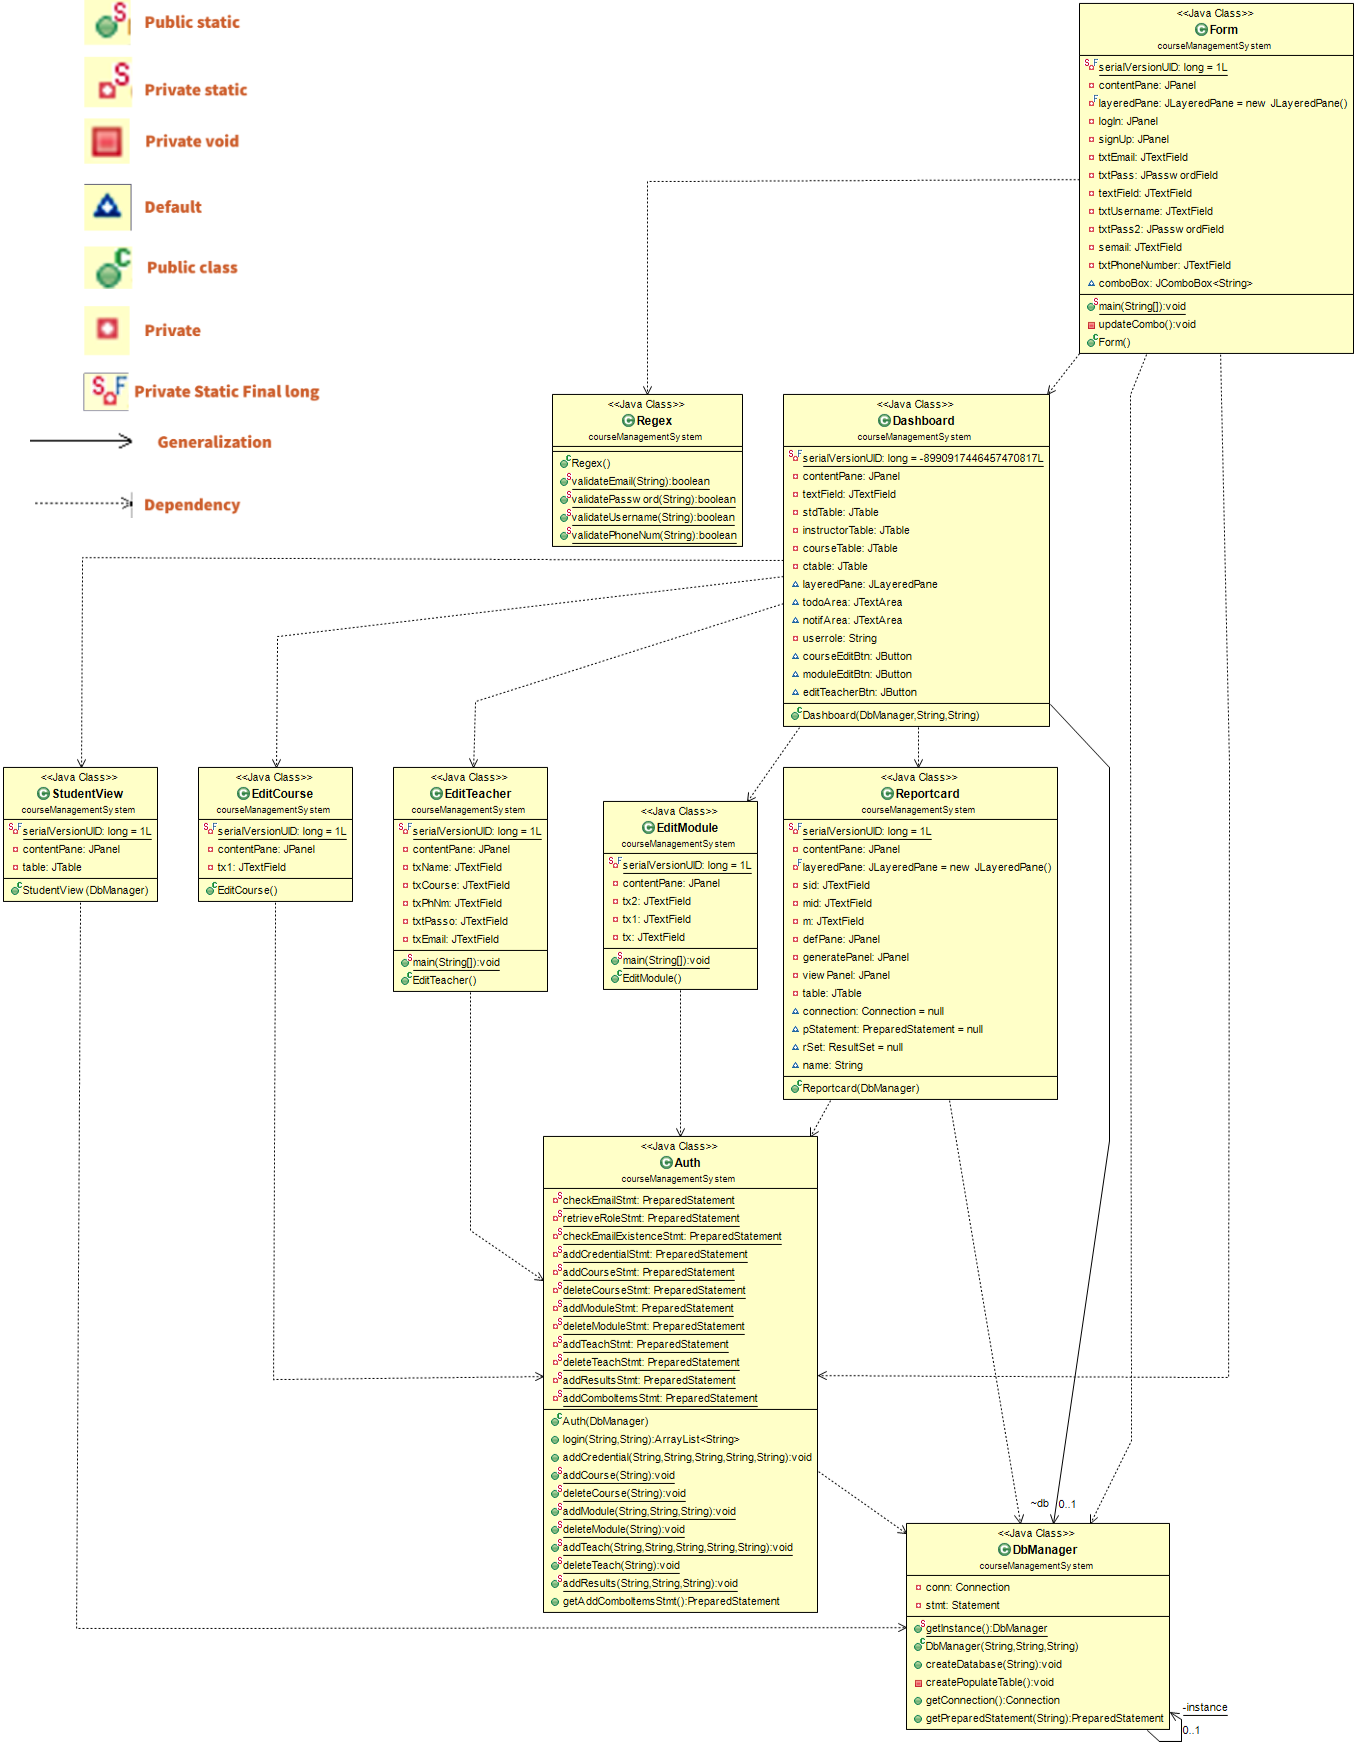 Public static
Private static
Private void
Default
Public class
Private
Private Static Final long
Generalization
Dependency
<<Java Class>>
Form
courseManagementSystem
serialVersionUID: long = 1L
contentPane: JPanel
layeredPane: JLayeredPane = new JLayeredPane()
logIn: JPanel
signUp: JPanel
txtEmail: JTextField
txtPass: JPasswordField
textField: JTextField
txtUsername: JTextField
txtPass2: JPasswordField
semail: JTextField
txtPhoneNumber: JTextField
comboBox: JComboBox<String>
main(String[]):void
updateCombo():void
Form()
<<Java Class>>
Regex
courseManagementSystem
Regex()
validateEmail(String):boolean
validatePassword(String):boolean
validateUsername(String):boolean
validatePhoneNum(String):boolean
<<Java Class>>
Dashboard
courseManagementSystem
serialVersionUID: long = -8990917446457470817L
contentPane: JPanel
textField: JTextField
stdTable: JTable
instructorTable: JTable
courseTable: JTable
ctable: JTable
layeredPane: JLayeredPane
todoArea: JTextArea
notifArea: JTextArea
userrole: String
courseEditBtn: JButton
moduleEditBtn: JButton
editTeacherBtn: JButton
Dashboard(DbManager,String,String)
<<Java Class>>
StudentView
courseManagementSystem
serialVersionUID: long = 1L
contentPane: JPanel
table: JTable
StudentView(DbManager)
<<Java Class>>
EditCourse
courseManagementSystem
serialVersionUID: long = 1L
contentPane: JPanel
tx1: JTextField
EditCourse()
<<Java Class>>
EditTeacher
courseManagementSystem
serialVersionUID: long = 1L
contentPane: JPanel
txName: JTextField
txCourse: JTextField
txPhNm: JTextField
txtPasso: JTextField
txEmail: JTextField
main(String[]):void
EditTeacher()
<<Java Class>>
EditModule
courseManagementSystem
serialVersionUID: long = 1L
contentPane: JPanel
tx2: JTextField
tx1: JTextField
tx: JTextField
main(String[]):void
EditModule()
<<Java Class>>
Reportcard
courseManagementSystem
serialVersionUID: long = 1L
contentPane: JPanel
layeredPane: JLayeredPane = new JLayeredPane()
sid: JTextField
mid: JTextField
m: JTextField
defPane: JPanel
generatePanel: JPanel
viewPanel: JPanel
table: JTable
connection: Connection = null
pStatement: PreparedStatement = null
rSet: ResultSet = null
name: String
Reportcard(DbManager)
<<Java Class>>
Auth
courseManagementSystem
checkEmailStmt: PreparedStatement
retrieveRoleStmt: PreparedStatement
checkEmailExistenceStmt: PreparedStatement
addCredentialStmt: PreparedStatement
addCourseStmt: PreparedStatement
deleteCourseStmt: PreparedStatement
addModuleStmt: PreparedStatement
deleteModuleStmt: PreparedStatement
addTeachStmt: PreparedStatement
deleteTeachStmt: PreparedStatement
addResultsStmt: PreparedStatement
addComboItemsStmt: PreparedStatement
Auth(DbManager)
login(String,String):ArrayList<String>
addCredential(String,String,String,String,String):void
addCourse(String):void
deleteCourse(String):void
addModule(String,String,String):void
deleteModule(String):void
addTeach(String,String,String,String,String):void
deleteTeach(String):void
addResults(String,String,String):void
getAddComboItemsStmt():PreparedStatement
~db 0..1
<<Java Class>>
DbManager
courseManagementSystem
conn: Connection
stmt: Statement
getInstance():DbManager
DbManager(String,String,String)
createDatabase(String):void
createPopulateTable():void
getConnection():Connection
getPreparedStatement(String):PreparedStatement
-instance
0..1